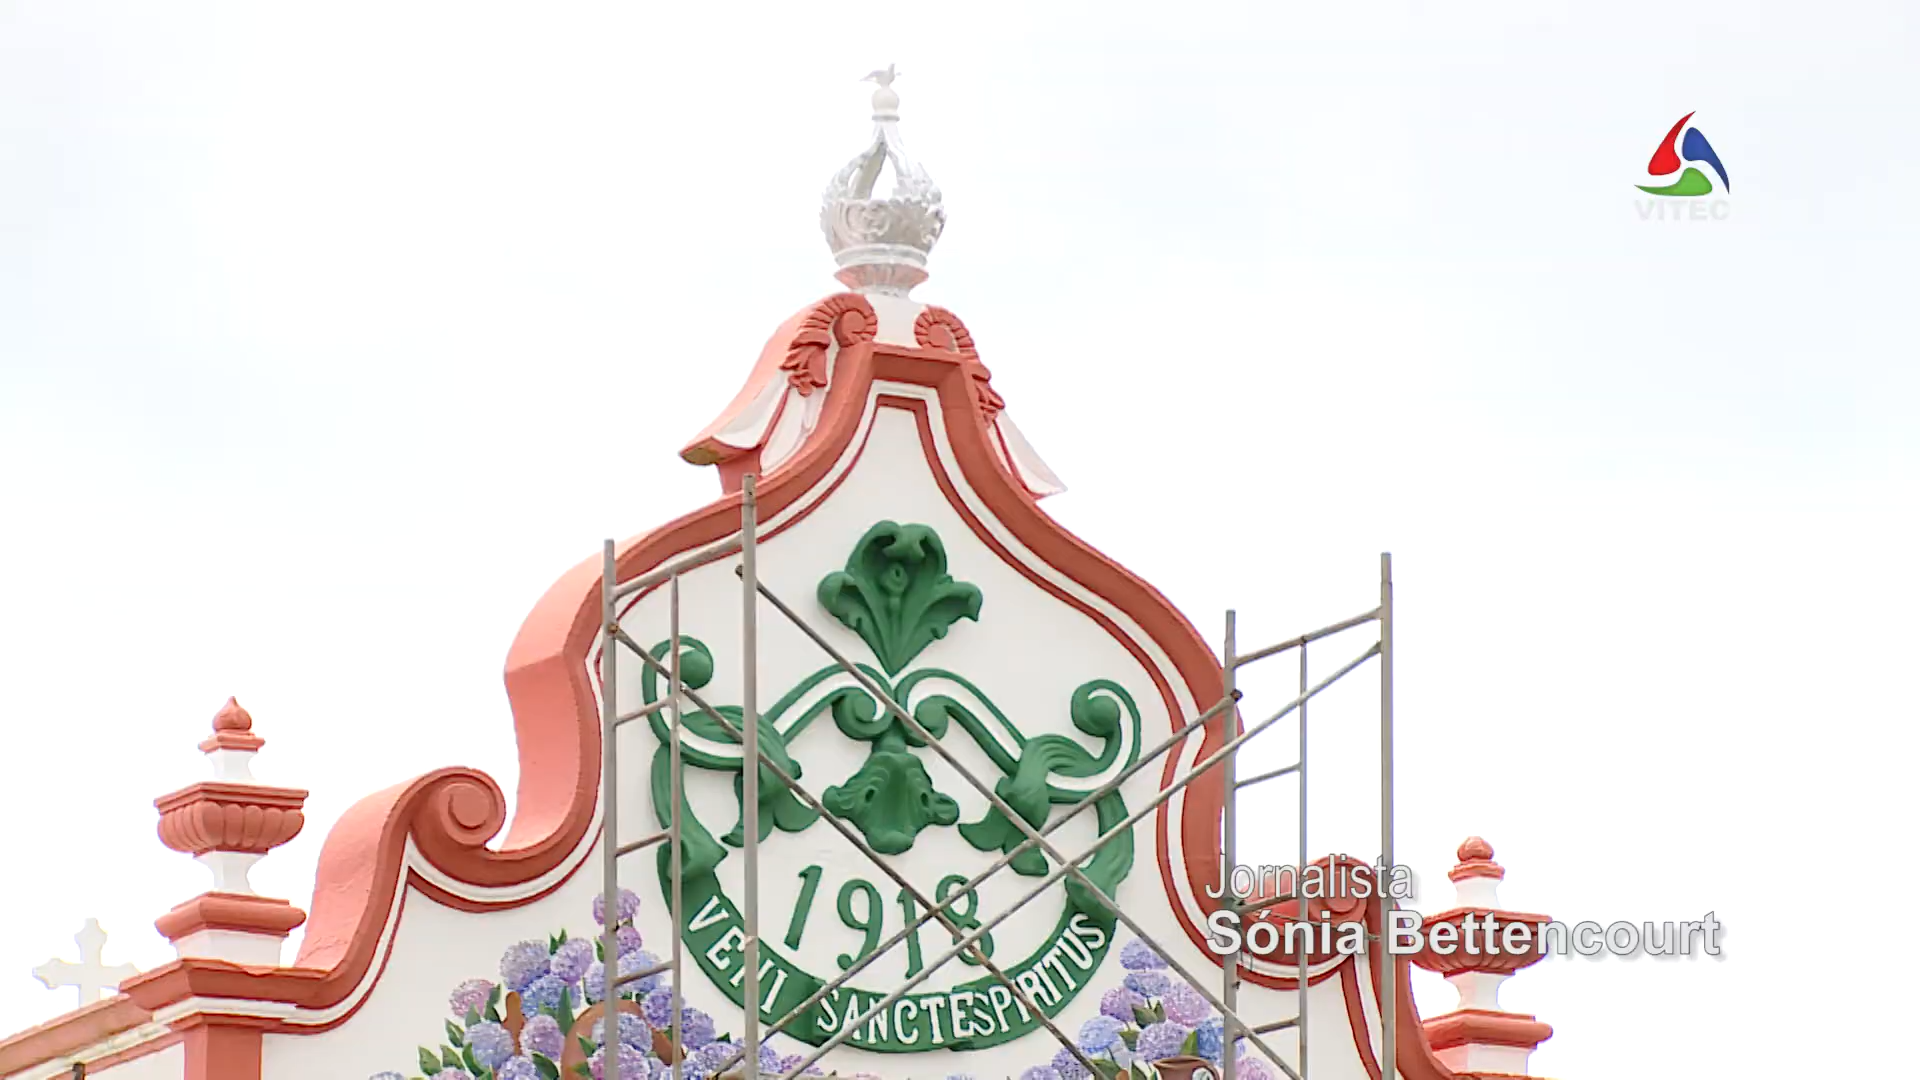 VITEC
1918
VENI SANCTE SPIRITUS
Jornalista
Sónia Bettencourt